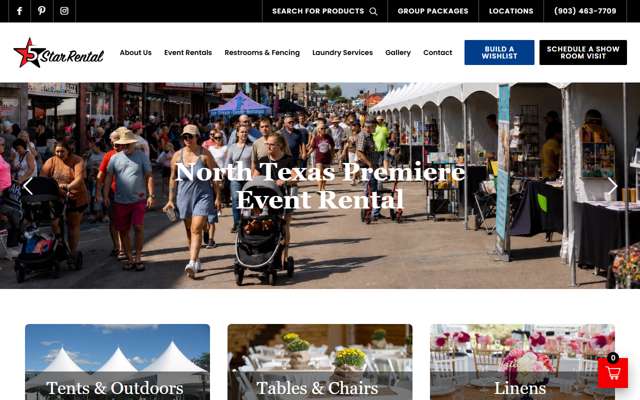 SEARCH FOR PRODUCTS
GROUP PACKAGES
LOCATIONS
(903) 463-7709
5 Star Rental
About Us
Event Rentals
Restrooms & Fencing
Laundry Services
Gallery
Contact
BUILD A
WISHLIST
SCHEDULE A SHOW
ROOM VISIT
North Texas Premiere
Event Rental
Tents & Outdoors
Tables & Chairs
Linens
0